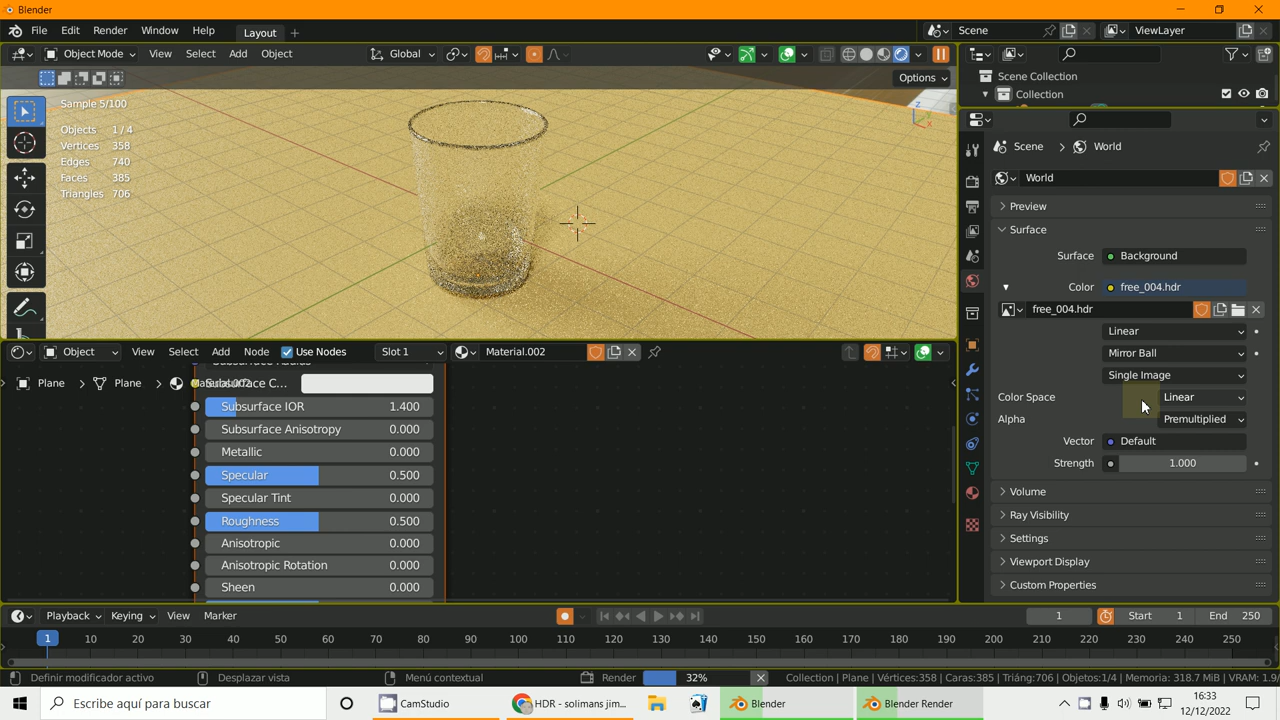 Blender
File Edit Render Window Help Layout Scene ViewLayer
Object Mode View Select Add Object Global
Options
Scene Collection
Collection
Sample 5/100
Objects 1 / 4
Vertices 358
Edges 740
Faces 385
Triangles 706
Z
Y
X
Scene World
World
Preview
Surface
Surface Background
Color free_004.hdr
free_004.hdr
Linear
Mirror Ball
Single Image
Color Space Linear
Alpha Premultiplied
Vector Default
Strength 1.000
Volume
Ray Visibility
Settings
Viewport Display
Custom Properties
Object View Select Add Node Use Nodes Slot 1 Material.002
Plane Plane
Subsurface IOR 1.400
Subsurface Anisotropy 0.000
Metallic 0.000
Specular 0.500
Specular Tint 0.000
Roughness 0.500
Anisotropic 0.000
Anisotropic Rotation 0.000
Sheen 0.000
Playback Keying View Marker 1 Start 1 End 250
1 10 20 30 40 50 60 70 80 90 100 110 120 130 140 150 160 170 180 190 200 210 220 230 240 250
Definir modificador activo Desplazar vista Menú contextual Render 32% Collection | Plane | Vértices:358 | Caras:385 | Triáng:706 | Objetos:1/4 | Memoria: 318.7 MiB | VRAM: 1.9/
Escribe aquí para buscar CamStudio HDR - solimans jim... Blender Blender Render
16:33
12/12/2022